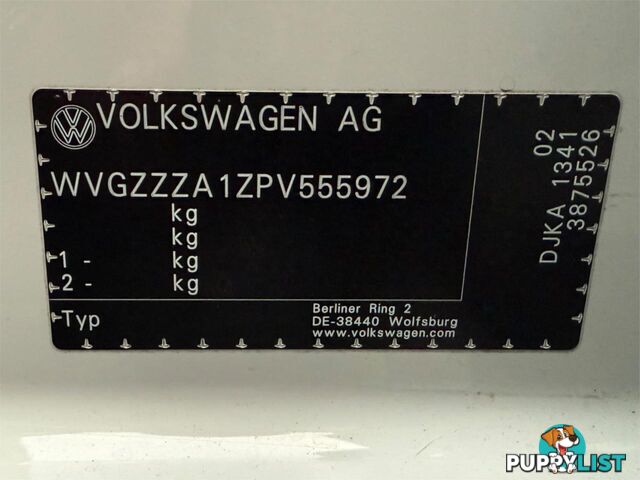 VOLKSWAGEN AG
WVGZZZA1ZPV555972
kg
kg
1 - kg
2 - kg
Typ
Berliner Ring 2
DE-38440 Wolfsburg
www.volkswagen.com
02
DJKA 1341
3875526
PUPPYLIST